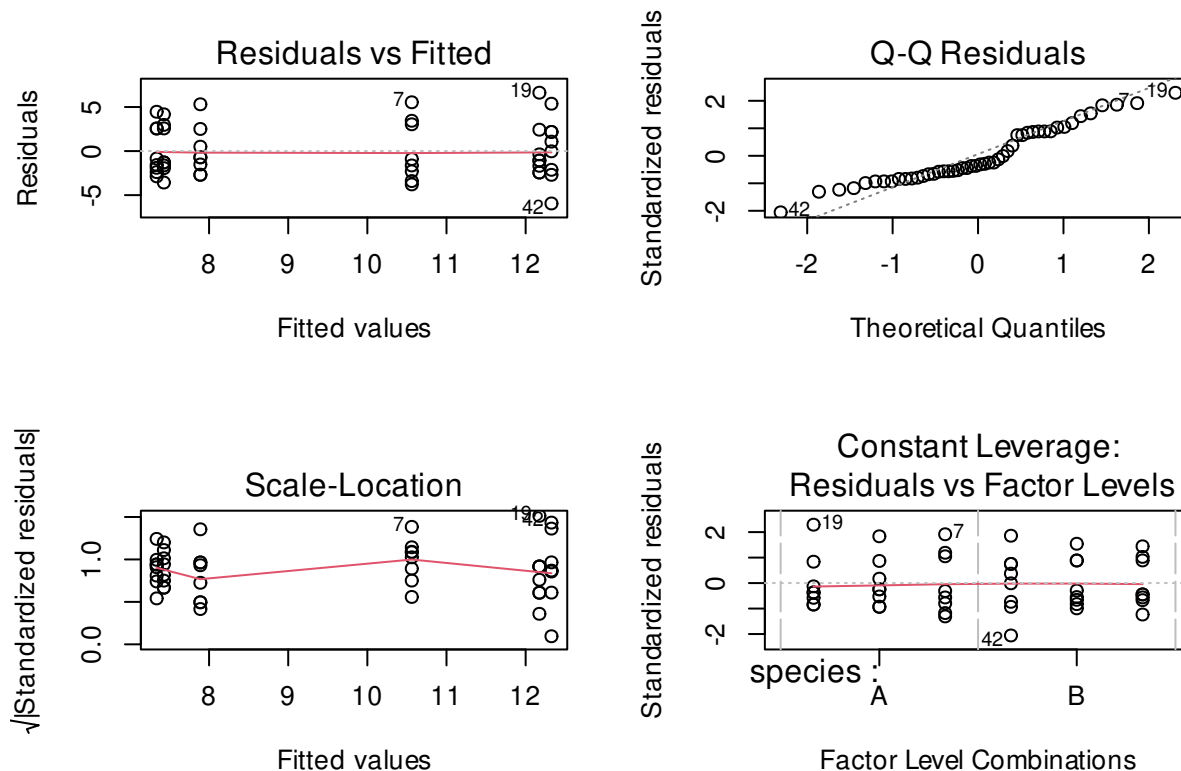 Residuals vs Fitted
Residuals
5
0
-5
7
19
42
8 9 10 11 12
Fitted values
Q-Q Residuals
Standardized residuals
2
0
-2
42
7
19
-2 -1 0 1 2
Theoretical Quantiles
Scale-Location
√|Standardized residuals|
1.0
0.0
7
19
42
8 9 10 11 12
Fitted values
Constant Leverage:
Residuals vs Factor Levels
Standardized residuals
2
0
-2
19
7
42
species :
A B
Factor Level Combinations